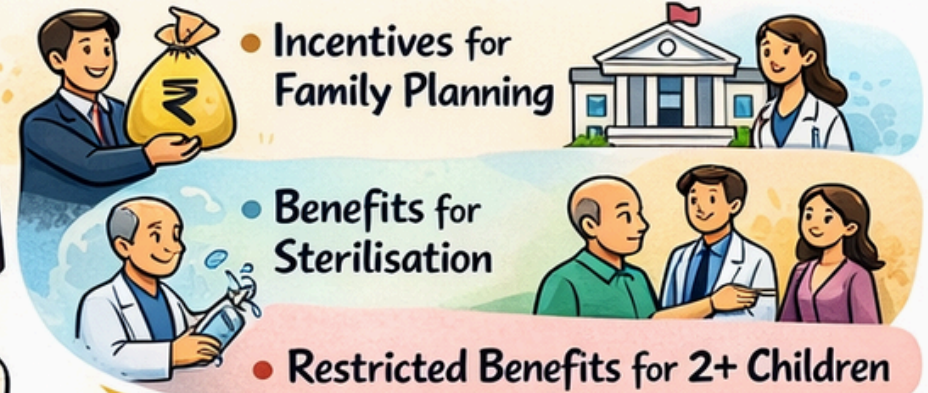 ₹
• Incentives for
Family Planning
• Benefits for
Sterilisation
• Restricted Benefits for 2+ Children